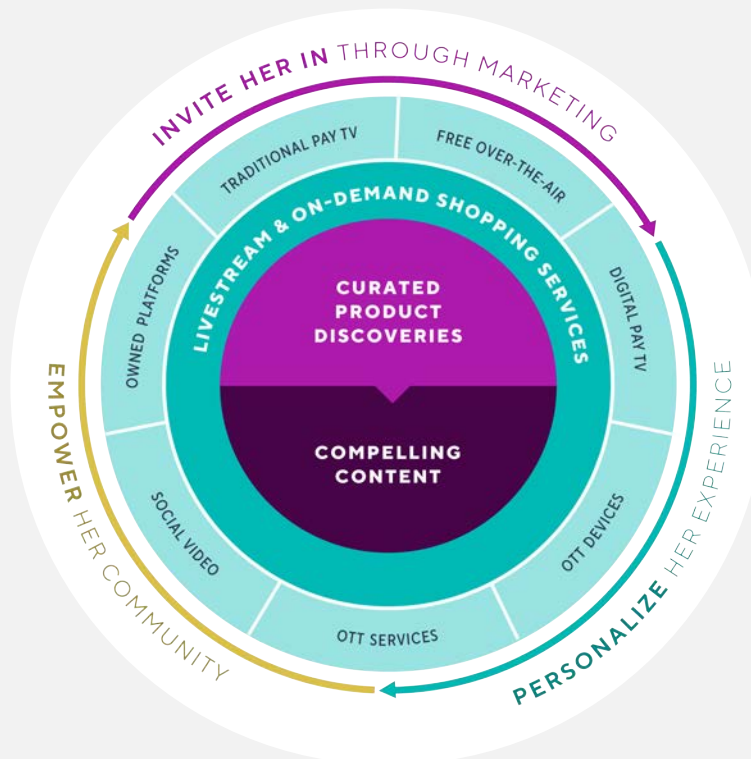 INVITE HER IN THROUGH MARKETING
TRADITIONAL PAY TV
FREE OVER-THE-AIR
LIVESTREAM & ON-DEMAND SHOPPING SERVICES
OWNED PLATFORMS
DIGITAL PAY TV
CURATED
PRODUCT
DISCOVERIES
COMPELLING
CONTENT
EMPOWER HER COMMUNITY
PERSONALIZE HER EXPERIENCE
SOCIAL VIDEO
OTT DEVICES
OTT SERVICES